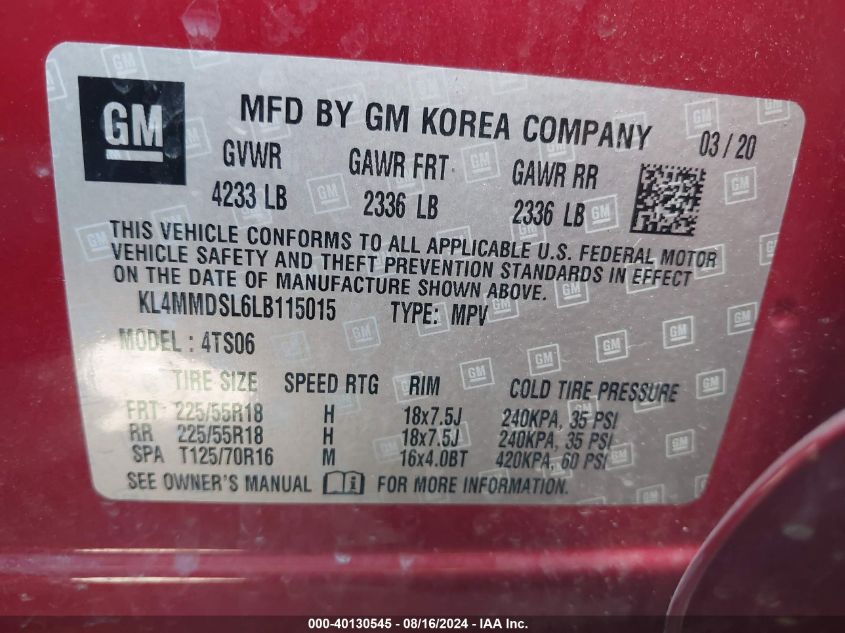 GM MFD BY GM KOREA COMPANY 03 / 20
GVWR GAWR FRT GAWR RR
4233 LB 2336 LB 2336 LB
THIS VEHICLE CONFORMS TO ALL APPLICABLE U.S. FEDERAL MOTOR
VEHICLE SAFETY AND THEFT PREVENTION STANDARDS IN EFFECT
ON THE DATE OF MANUFACTURE SHOWN ABOVE.
KL4MMDSL6LB115015 TYPE: MPV
MODEL : 4TS06
TIRE SIZE SPEED RTG RIM COLD TIRE PRESSURE
FRT 225/55R18 H 18x7.5J 240KPA, 35 PSI
RR 225/55R18 H 18x7.5J 240KPA, 35 PSI
SPA T125/70R16 M 16x4.0BT 420KPA, 60 PSI
SEE OWNER'S MANUAL i FOR MORE INFORMATION.
000-40130545 - 08/16/2024 - IAA Inc.